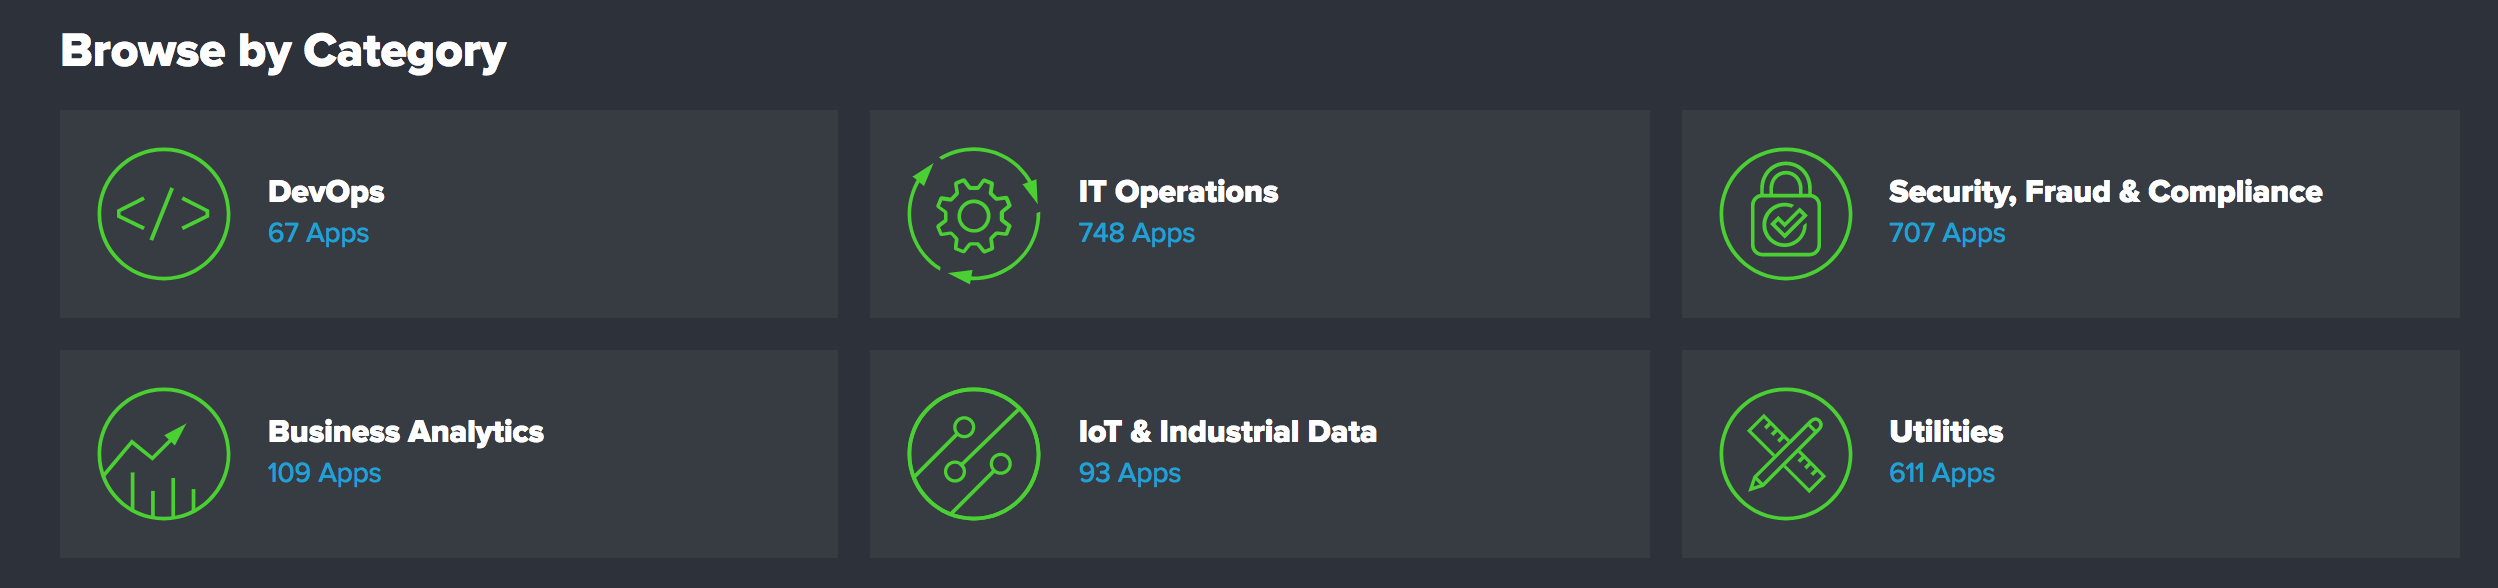 Browse by Category
DevOps
67 Apps
IT Operations
748 Apps
Security, Fraud & Compliance
707 Apps
Business Analytics
109 Apps
IoT & Industrial Data
93 Apps
Utilities
611 Apps